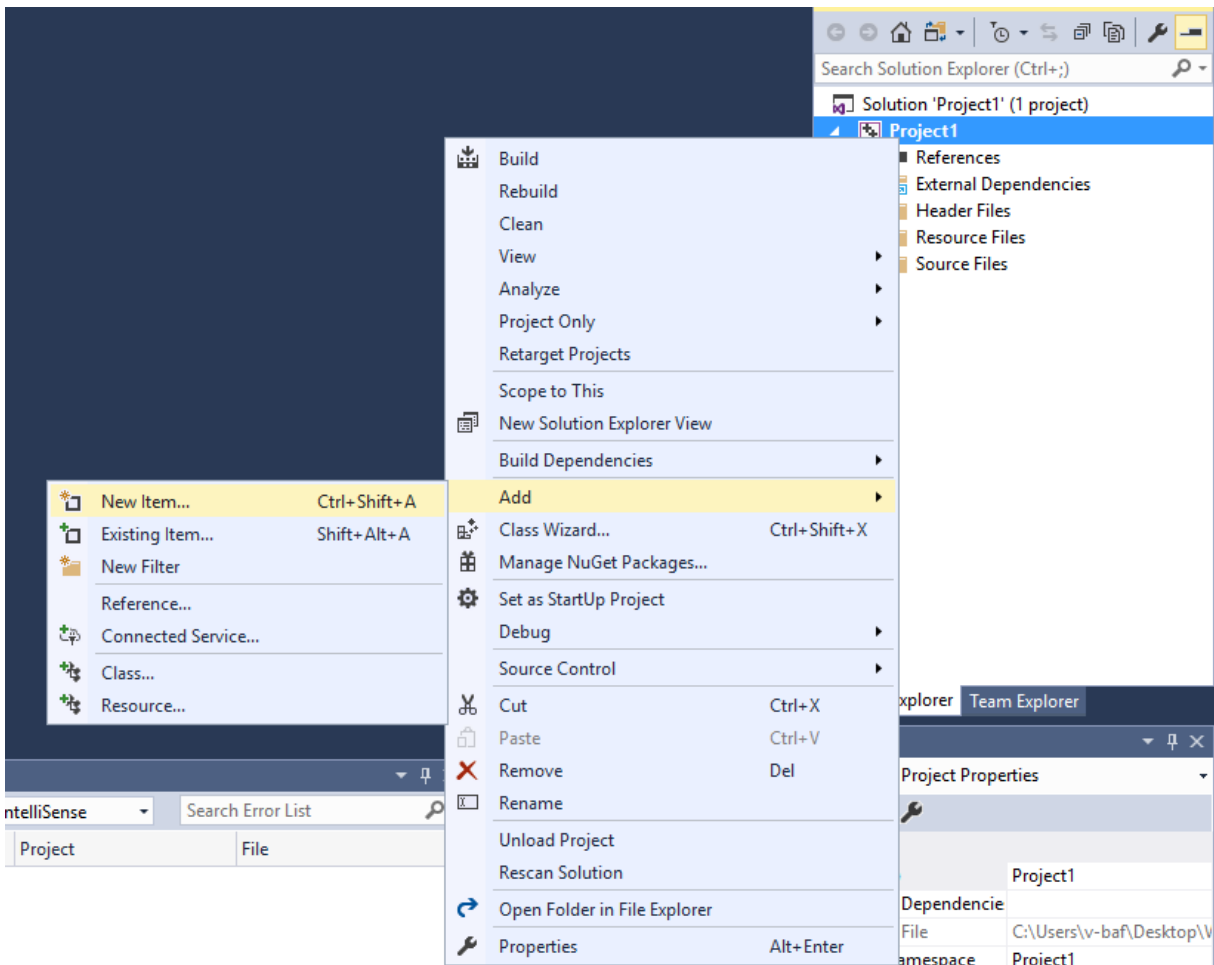 Search Solution Explorer (Ctrl+;)
Solution 'Project1' (1 project)
Project1
References
External Dependencies
Header Files
Resource Files
Source Files
Build
Rebuild
Clean
View
Analyze
Project Only
Retarget Projects
Scope to This
New Solution Explorer View
Build Dependencies
Add
Class Wizard... Ctrl+Shift+X
Manage NuGet Packages...
Set as StartUp Project
Debug
Source Control
Cut Ctrl+X
Paste Ctrl+V
Remove Del
Rename
Unload Project
Rescan Solution
Open Folder in File Explorer
Properties Alt+Enter
New Item... Ctrl+Shift+A
Existing Item... Shift+Alt+A
New Filter
Reference...
Connected Service...
Class...
Resource...
xplorer Team Explorer
Project Properties
Project1
Dependencie
File C:\Users\v-baf\Desktop\
amespace Project1
ntelliSense Search Error List
Project File